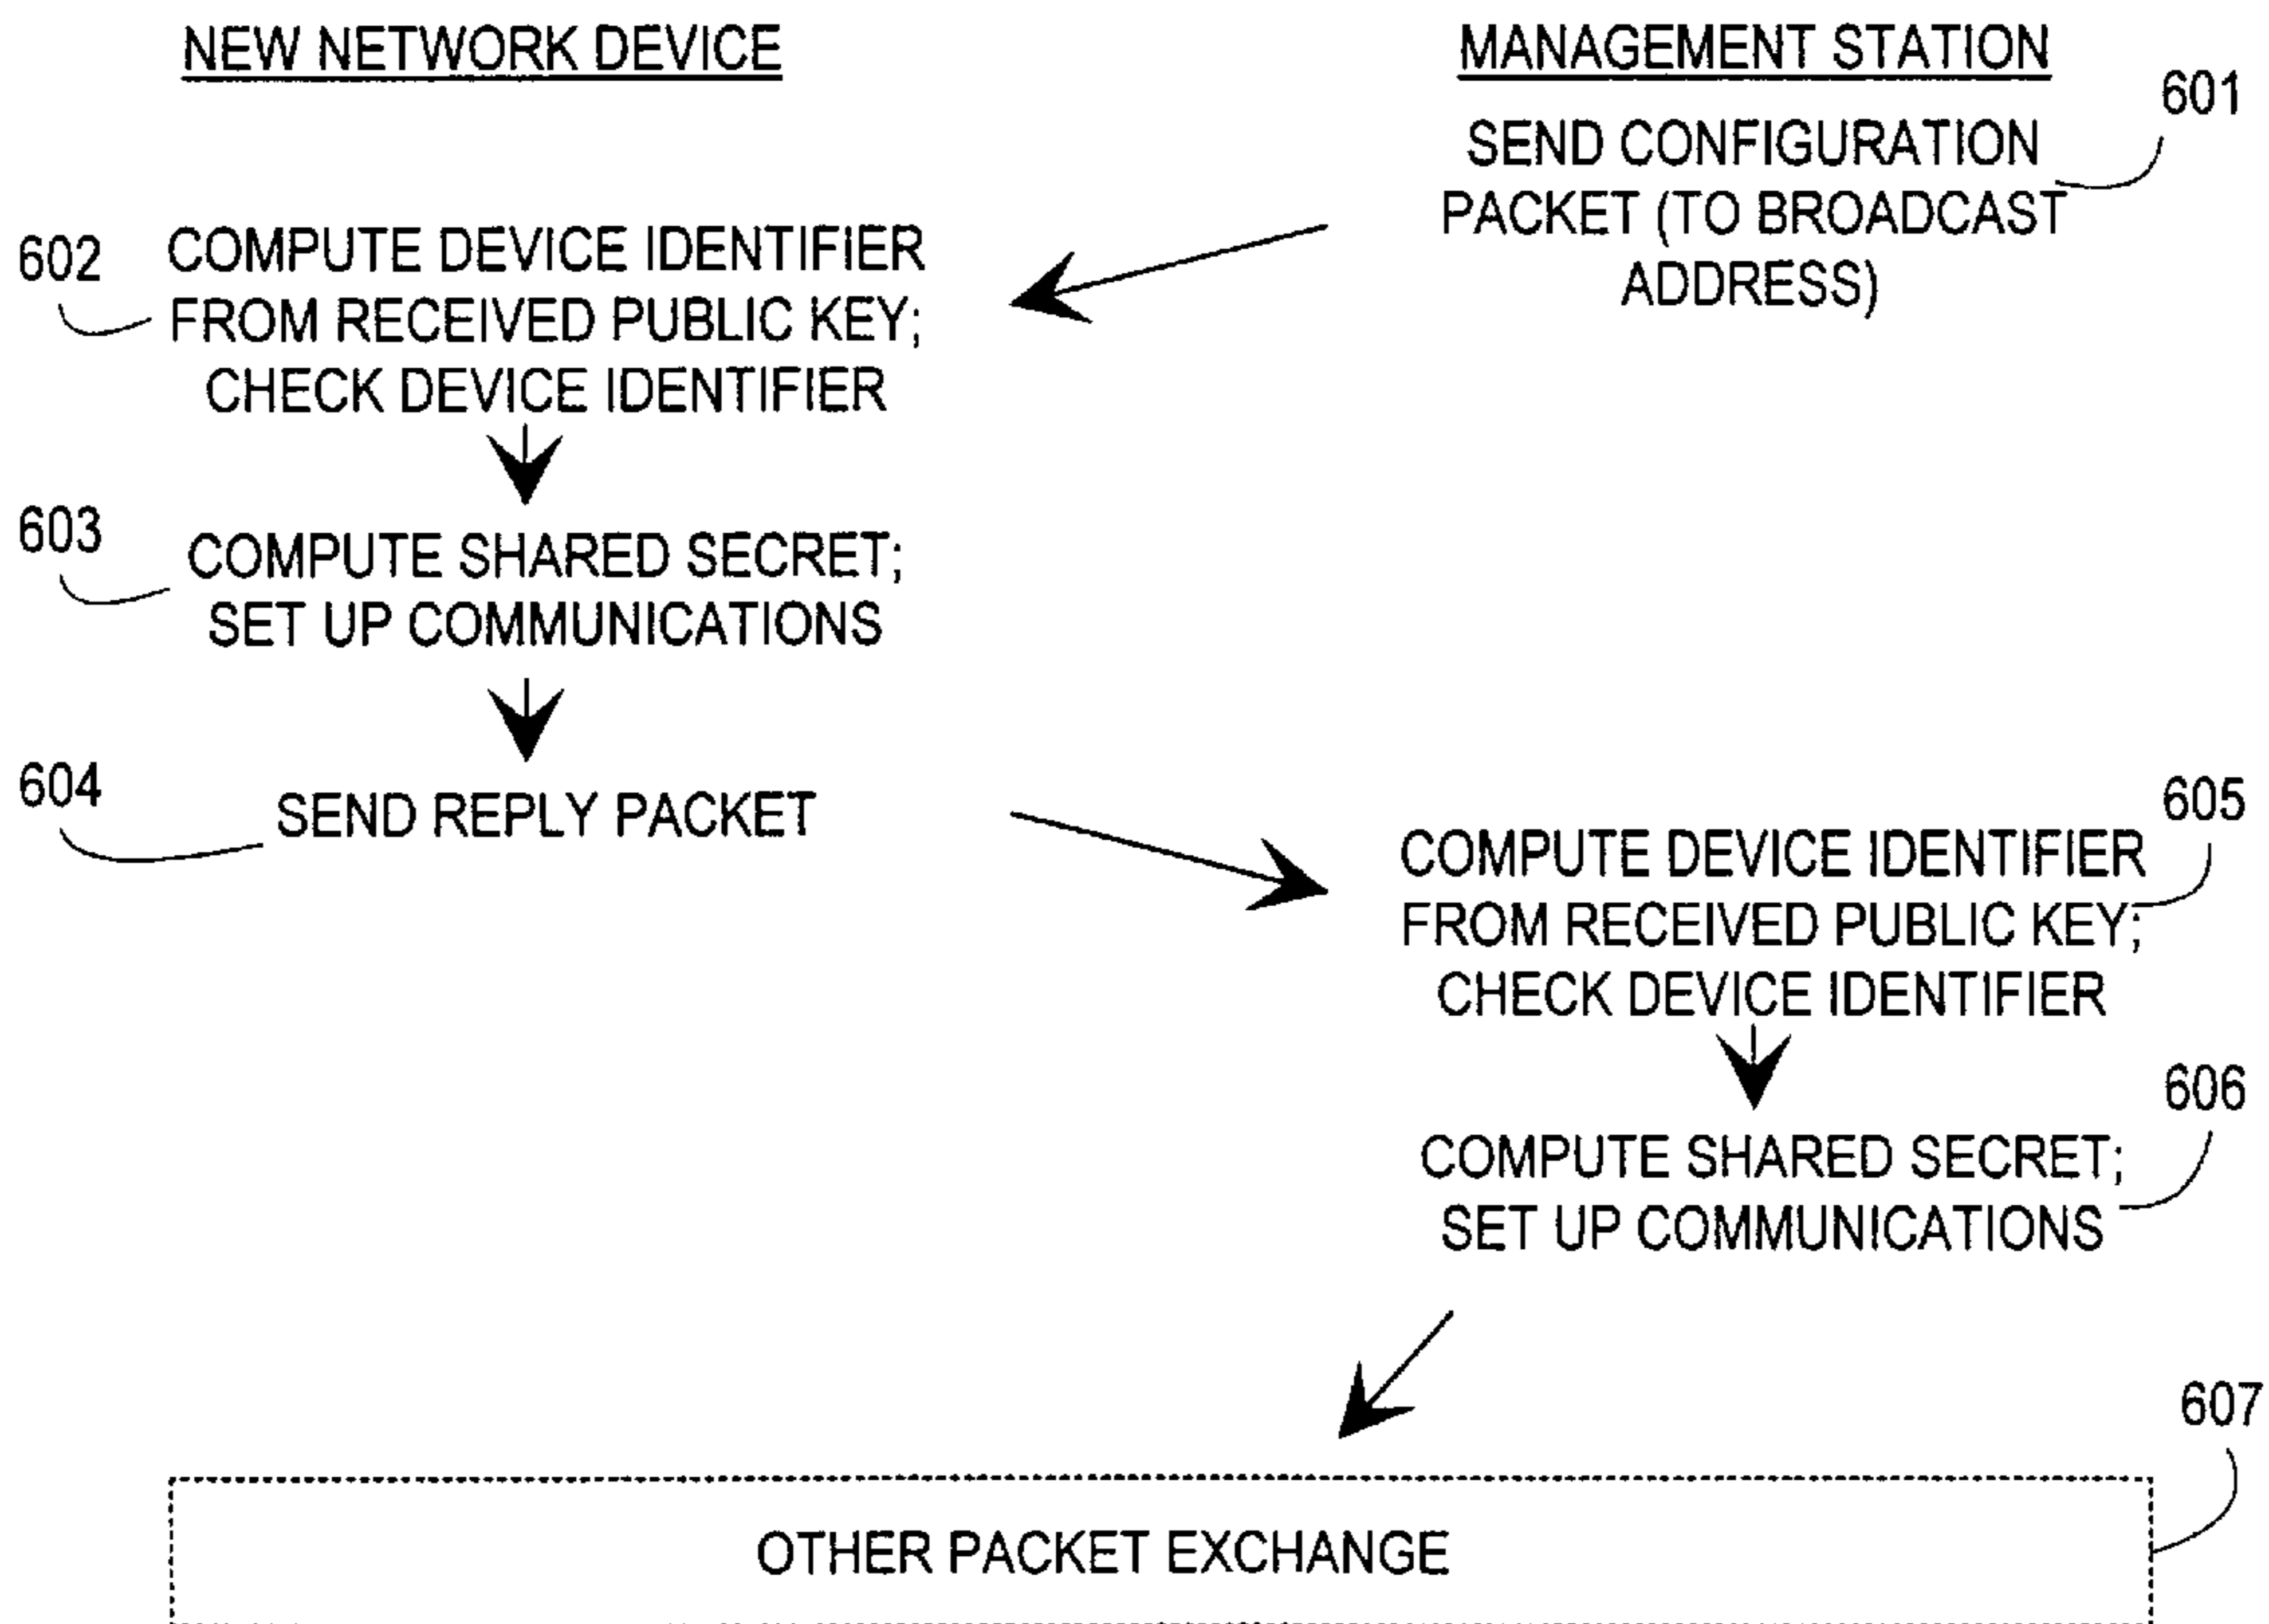 NEW NETWORK DEVICE
MANAGEMENT STATION
601
SEND CONFIGURATION
PACKET (TO BROADCAST
ADDRESS)
602
COMPUTE DEVICE IDENTIFIER
FROM RECEIVED PUBLIC KEY;
CHECK DEVICE IDENTIFIER
603
COMPUTE SHARED SECRET;
SET UP COMMUNICATIONS
604
SEND REPLY PACKET
605
COMPUTE DEVICE IDENTIFIER
FROM RECEIVED PUBLIC KEY;
CHECK DEVICE IDENTIFIER
606
COMPUTE SHARED SECRET;
SET UP COMMUNICATIONS
607
OTHER PACKET EXCHANGE